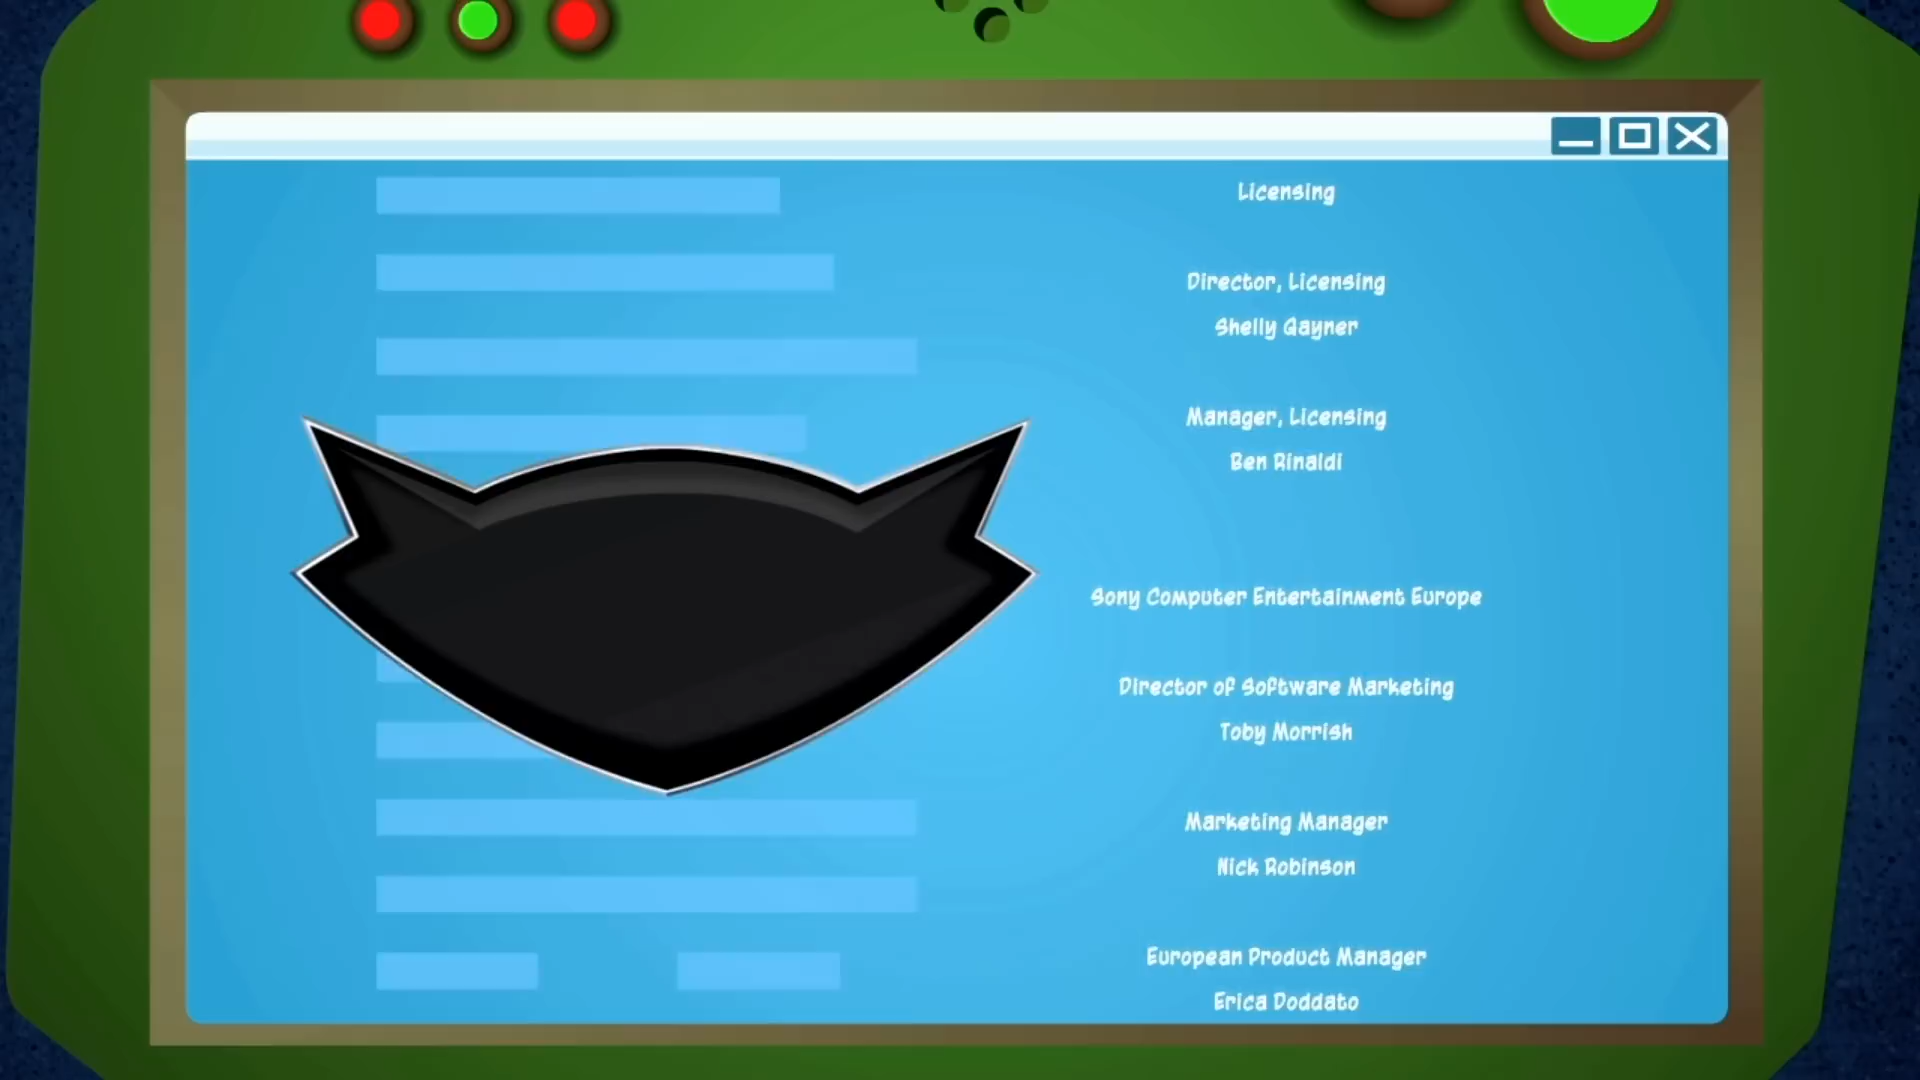 Licensing
Director, Licensing
Shelly Gayner
Manager, Licensing
Ben Rinaldi
Sony Computer Entertainment Europe
Director of Software Marketing
Toby Morrish
Marketing Manager
Nick Robinson
European Product Manager
Erica Doddato